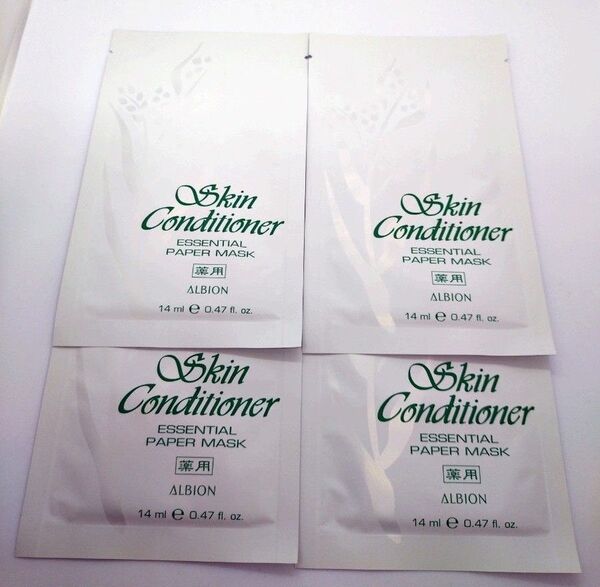 Skin
Conditioner
ESSENTIAL
PAPER MASK
薬用
ALBION
14 ml e 0.47 fl. oz.
Skin
Conditioner
ESSENTIAL
PAPER MASK
薬用
ALBION
14 ml e 0.47 fl. oz.
Skin
Conditioner
ESSENTIAL
PAPER MASK
薬用
ALBION
14 ml e 0.47 fl. oz.
Skin
Conditioner
ESSENTIAL
PAPER MASK
薬用
ALBION
14 ml e 0.47 fl. oz.